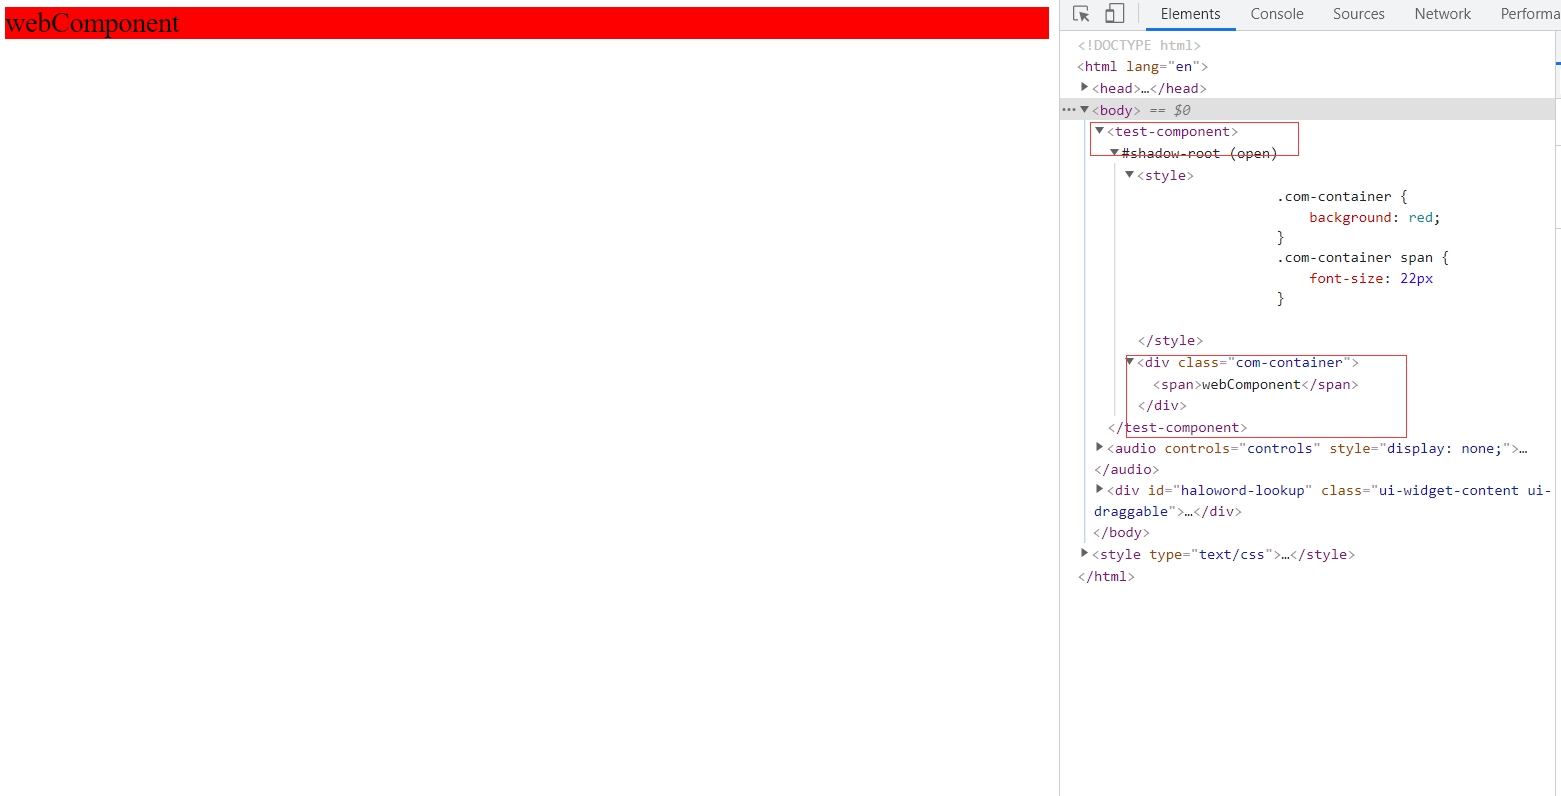 webComponent
Elements Console Sources Network Performa
<!DOCTYPE html>
<html lang="en">
<head>…</head>
<body> == $0
<test-component>
#shadow-root (open)
<style>
.com-container {
background: red;
}
.com-container span {
font-size: 22px
}
</style>
<div class="com-container">
<span>webComponent</span>
</div>
</test-component>
<audio controls="controls" style="display: none;">…
</audio>
<div id="haloword-lookup" class="ui-widget-content ui-
draggable">…</div>
</body>
<style type="text/css">…</style>
</html>